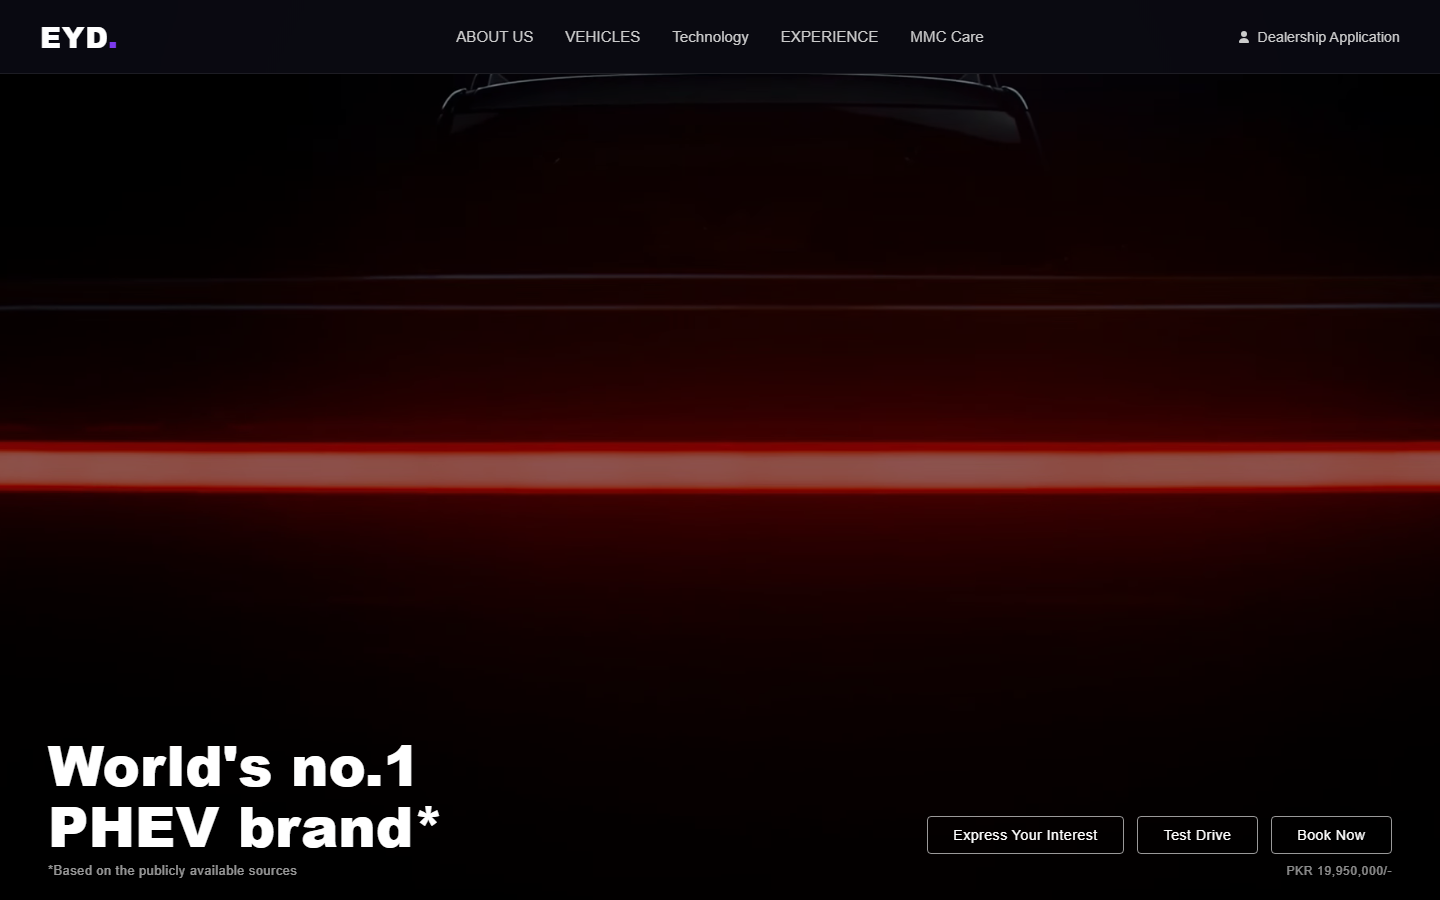 EYD.
ABOUT US
VEHICLES
Technology
EXPERIENCE
MMC Care
Dealership Application
World's no.1
PHEV brand*
*Based on the publicly available sources
Express Your Interest
Test Drive
Book Now
PKR 19,950,000/-